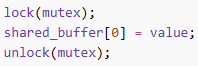 lock(mutex);
shared_buffer[0] = value;
unlock(mutex);